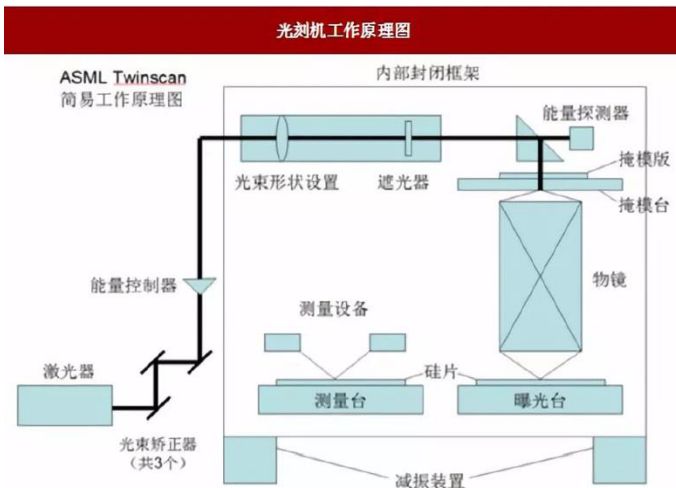 光刻机工作原理图
ASML Twinscan
简易工作原理图
内部封闭框架
能量探测器
光束形状设置
遮光器
掩模版
掩模台
能量控制器
物镜
测量设备
激光器
硅片
测量台
曝光台
光束矫正器
（共3个）
减振装置